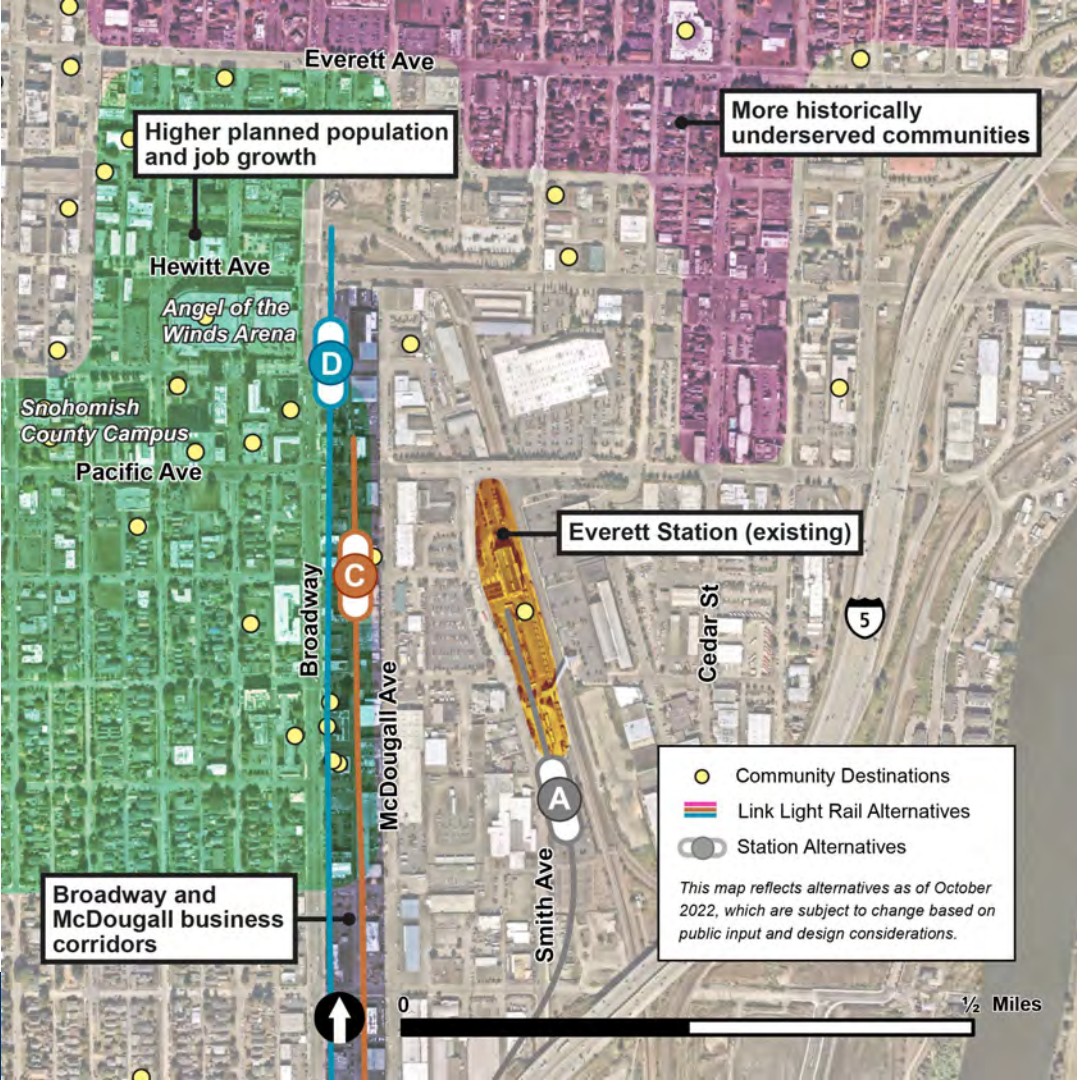 Everett Ave
Higher planned population
and job growth
More historically
underserved communities
Hewitt Ave
Angel of the
Winds Arena
D
Snohomish
County Campus
Pacific Ave
Everett Station (existing)
C
Broadway
McDougall Ave
Cedar St
5
A
Smith Ave
Community Destinations
Link Light Rail Alternatives
Station Alternatives
This map reflects alternatives as of October
2022, which are subject to change based on
public input and design considerations.
Broadway and
McDougall business
corridors
0
½ Miles